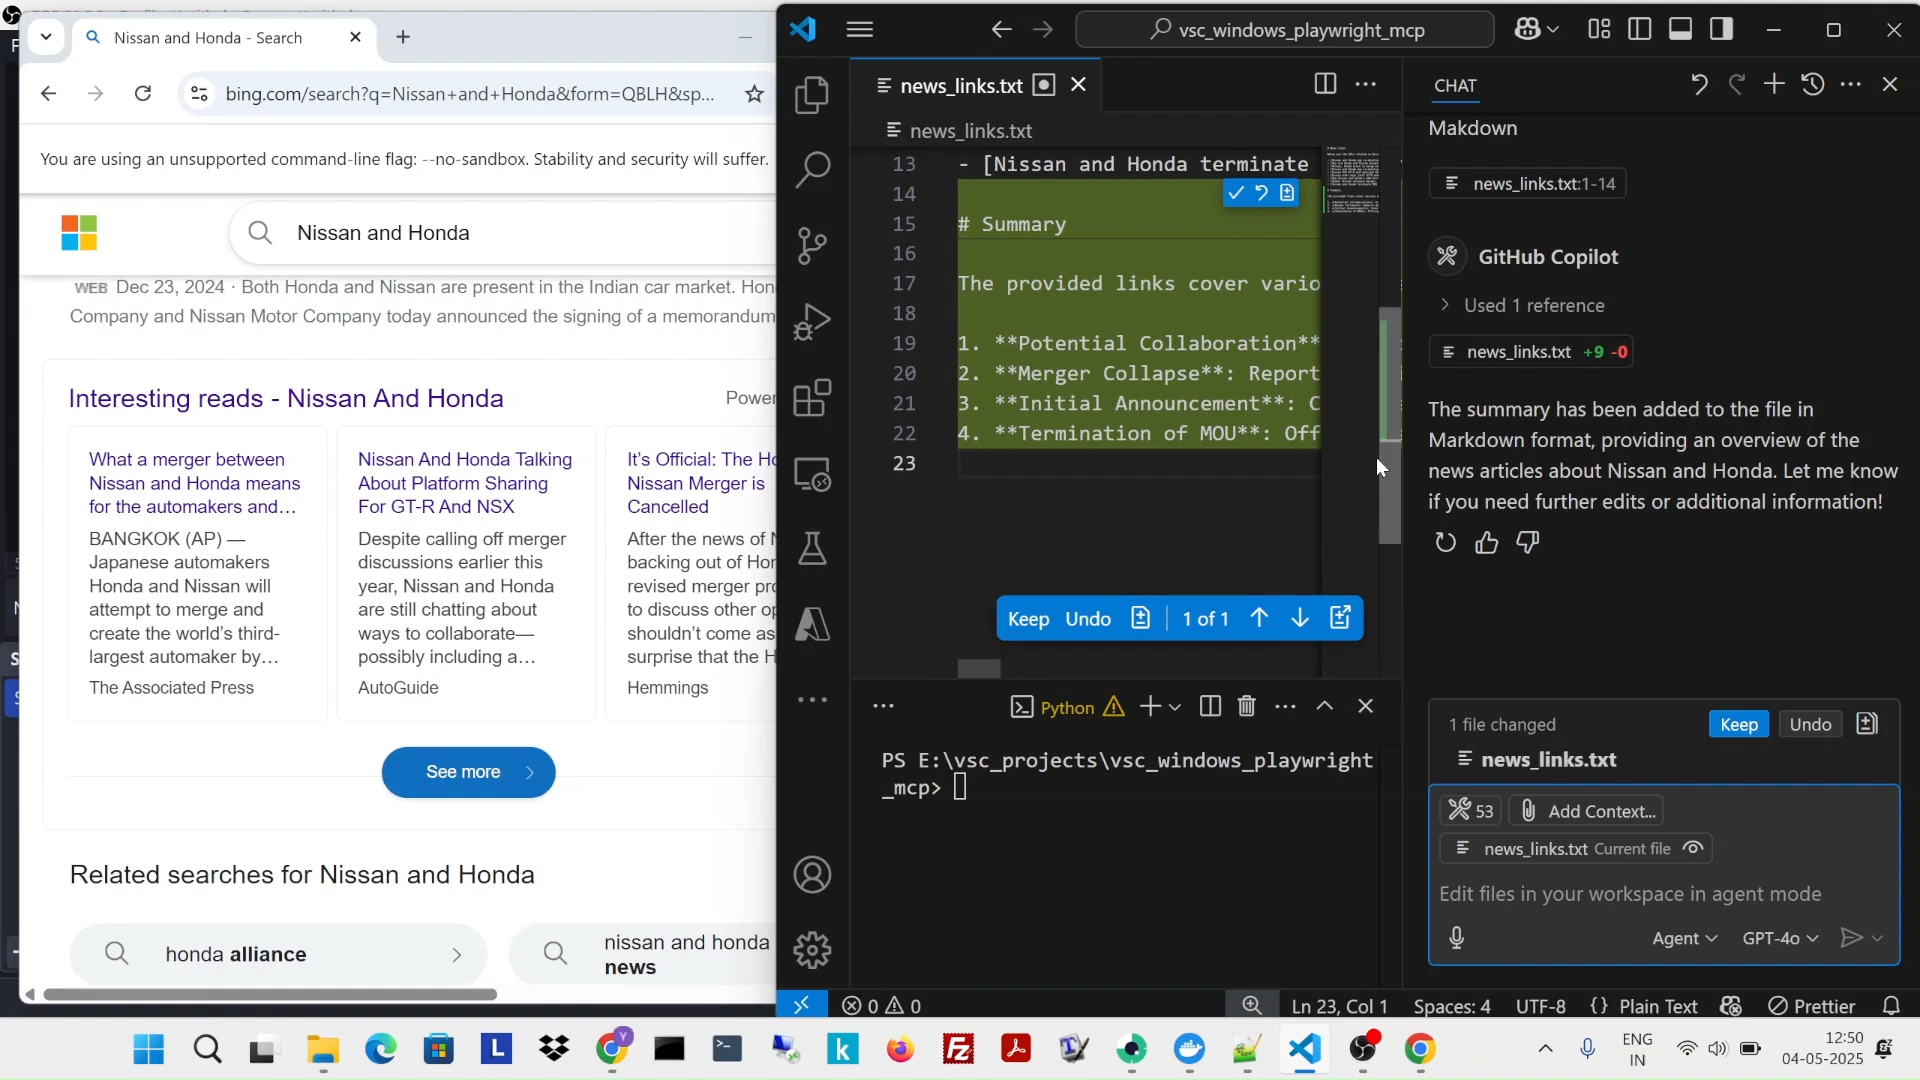 Nissan and Honda - Search
bing.com/search?q=Nissan+and+Honda&form=QBLH&sp...
You are using an unsupported command-line flag: --no-sandbox. Stability and security will suffer.
Nissan and Honda
WEB Dec 23, 2024 · Both Honda and Nissan are present in the Indian car market. Hon
Company and Nissan Motor Company today announced the signing of a memorandum
Interesting reads - Nissan And Honda
Power
What a merger between
Nissan and Honda means
for the automakers and...
BANGKOK (AP) —
Japanese automakers
Honda and Nissan will
attempt to merge and
create the world's third-
largest automaker by...
The Associated Press
Nissan And Honda Talking
About Platform Sharing
For GT-R And NSX
Despite calling off merger
discussions earlier this
year, Nissan and Honda
are still chatting about
ways to collaborate—
possibly including a...
AutoGuide
It's Official: The Ho
Nissan Merger is
Cancelled
After the news of N
backing out of Hon
revised merger pro
to discuss other op
shouldn't come as
surprise that the H
Hemmings
See more
Related searches for Nissan and Honda
honda alliance
nissan and honda
news
vsc_windows_playwright_mcp
news_links.txt
news_links.txt
13 - [Nissan and Honda terminate
14
15 # Summary
16
17 The provided links cover vario
18
19 1. **Potential Collaboration**
20 2. **Merger Collapse**: Report
21 3. **Initial Announcement**: C
22 4. **Termination of MOU**: Off
23
Keep Undo 1 of 1
Python
PS E:\vsc_projects\vsc_windows_playwright
_mcp>
CHAT
Makdown
news_links.txt:1-14
GitHub Copilot
Used 1 reference
news_links.txt +9 -0
The summary has been added to the file in
Markdown format, providing an overview of the
news articles about Nissan and Honda. Let me know
if you need further edits or additional information!
1 file changed Keep Undo
news_links.txt
53 Add Context...
news_links.txt Current file
Edit files in your workspace in agent mode
Agent GPT-4o
0 0 Ln 23, Col 1 Spaces: 4 UTF-8 {} Plain Text Prettier
ENG
IN
12:50
04-05-2025